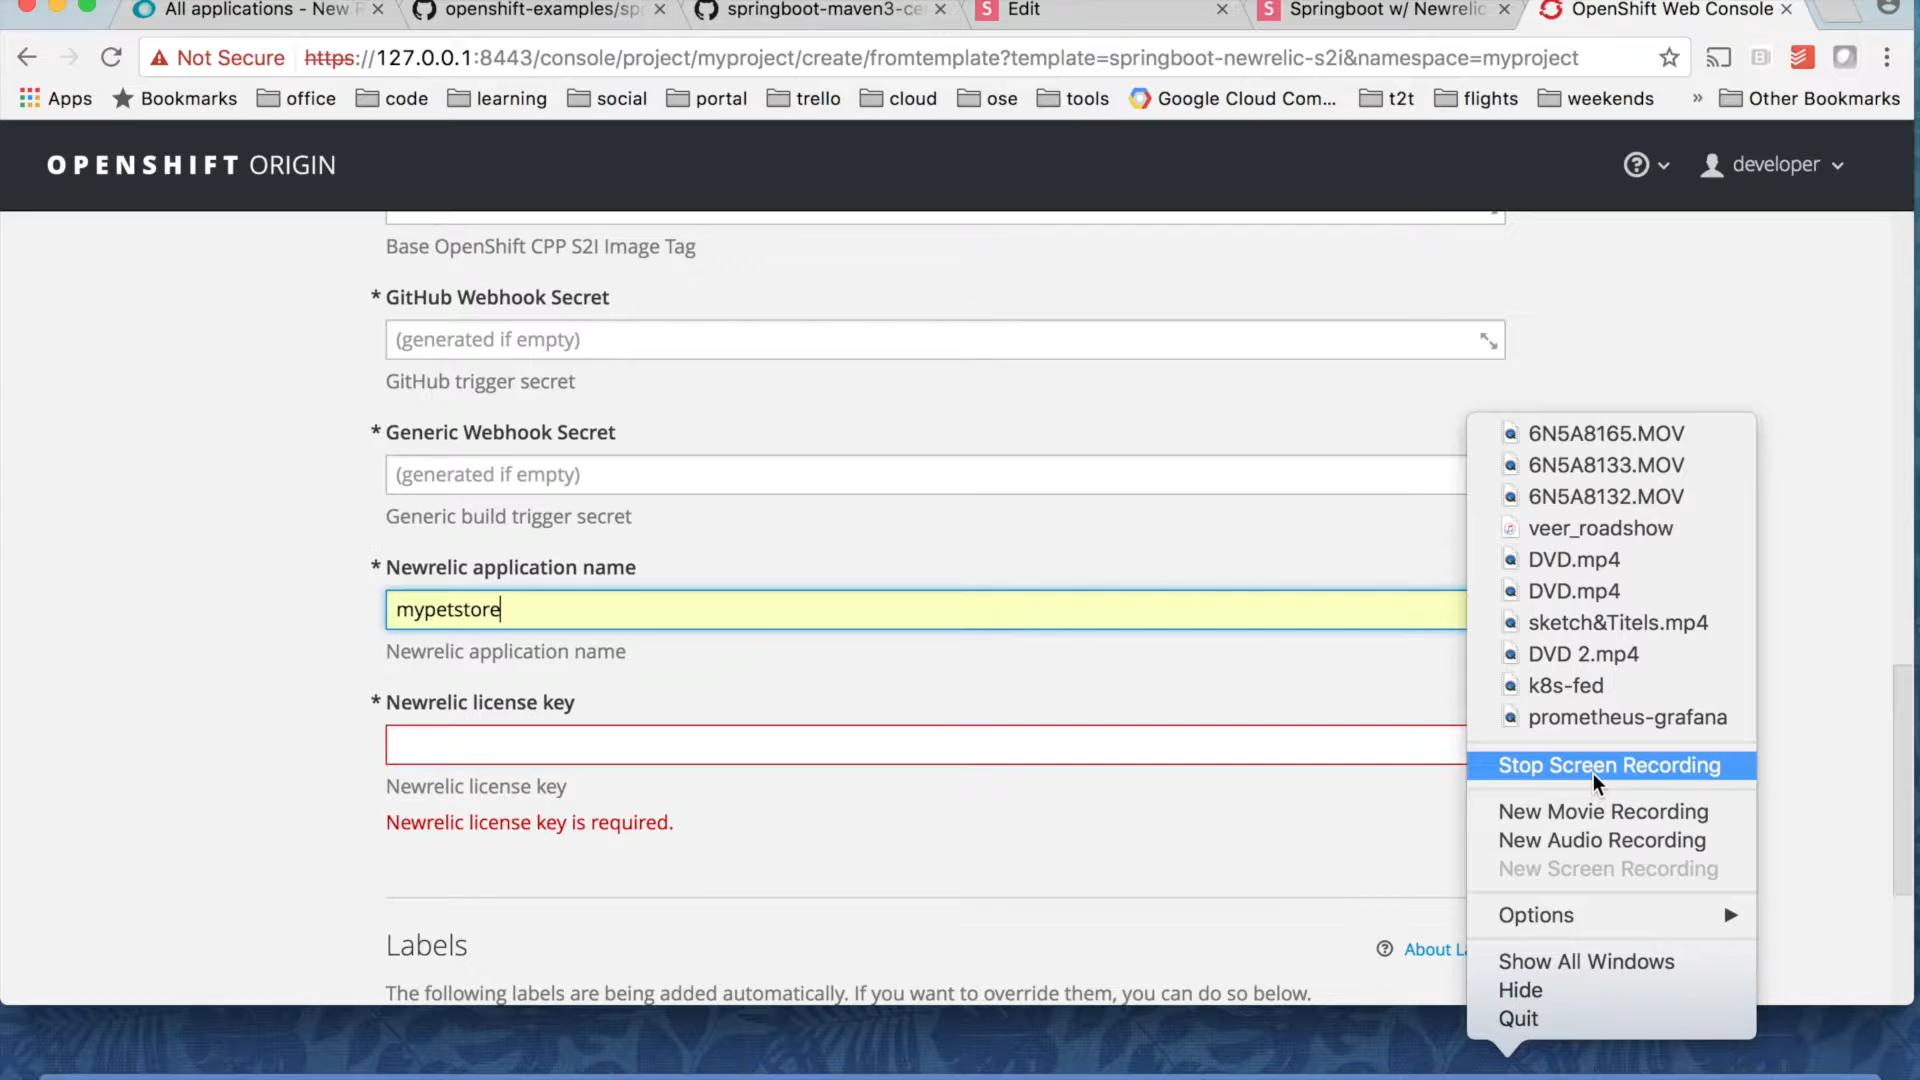 All applications - New R
openshift-examples/sp
springboot-maven3-ce
Edit
Springboot w/ Newrelic
OpenShift Web Console
Not Secure https://127.0.0.1:8443/console/project/myproject/create/fromtemplate?template=springboot-newrelic-s2i&namespace=myproject
Apps Bookmarks office code learning social portal trello cloud ose tools Google Cloud Com... t2t flights weekends » Other Bookmarks
OPENSHIFT ORIGIN
developer
Base OpenShift CPP S2I Image Tag
* GitHub Webhook Secret
(generated if empty)
GitHub trigger secret
* Generic Webhook Secret
(generated if empty)
Generic build trigger secret
* Newrelic application name
mypetstore
Newrelic application name
* Newrelic license key
Newrelic license key
Newrelic license key is required.
Labels
About L
The following labels are being added automatically. If you want to override them, you can do so below.
6N5A8165.MOV
6N5A8133.MOV
6N5A8132.MOV
veer_roadshow
DVD.mp4
DVD.mp4
sketch&Titels.mp4
DVD 2.mp4
k8s-fed
prometheus-grafana
Stop Screen Recording
New Movie Recording
New Audio Recording
New Screen Recording
Options
Show All Windows
Hide
Quit